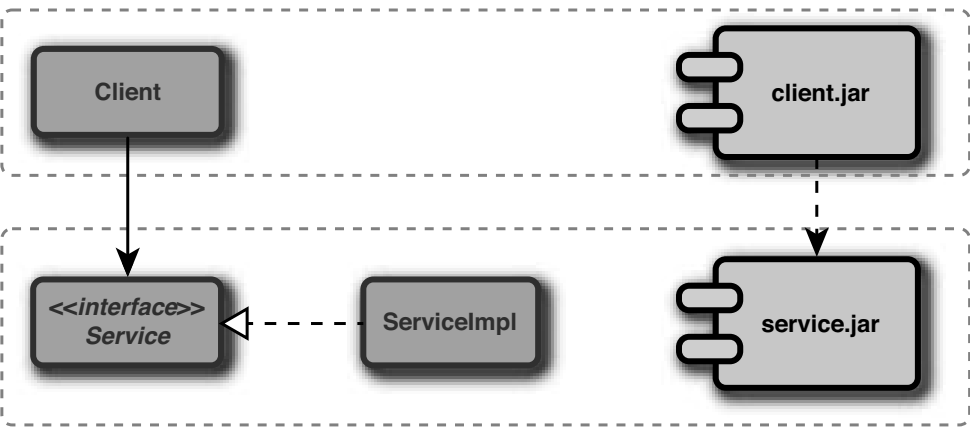 Client
client.jar
<<interface>>
Service
ServiceImpl
service.jar